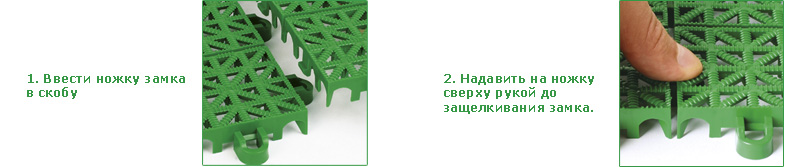 1. Ввести ножку замка
в скобу
2. Надавить на ножку
сверху рукой до
защелкивания замка.